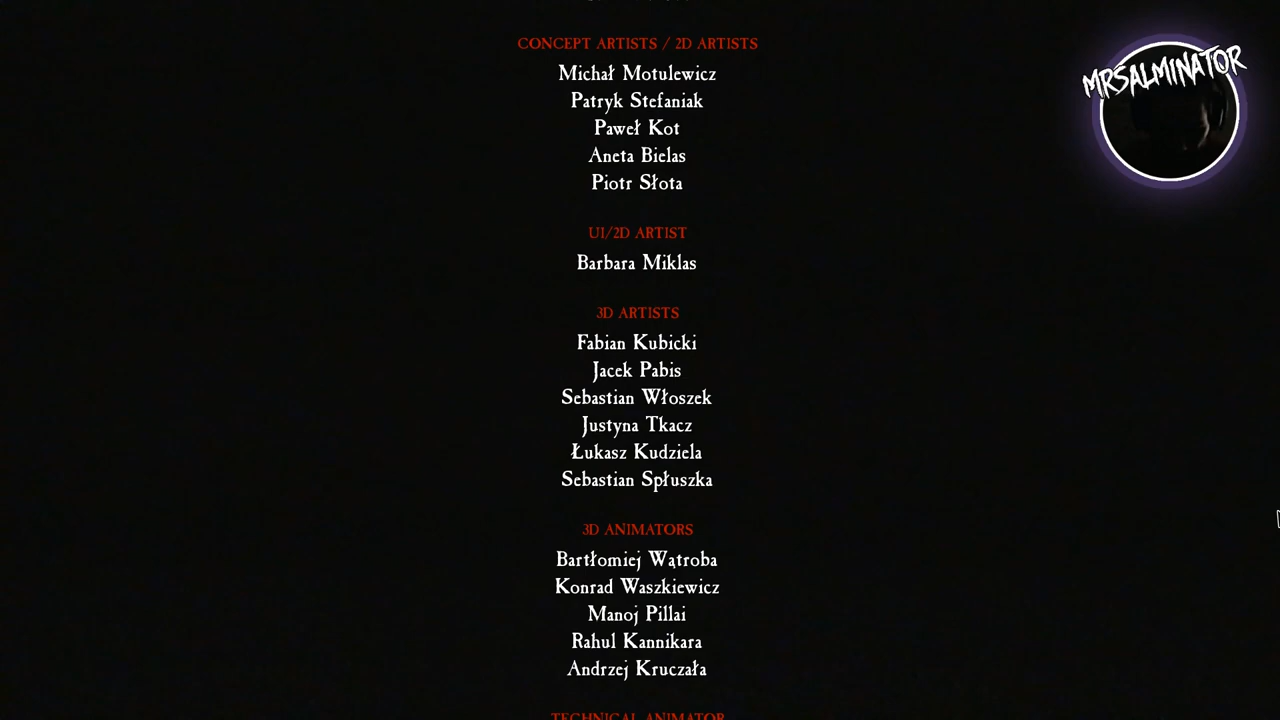 CONCEPT ARTISTS / 2D ARTISTS
Michał Motulewicz
Patryk Stefaniak
Paweł Kot
Aneta Bielas
Piotr Słota
UI/2D ARTIST
Barbara Miklas
3D ARTISTS
Fabian Kubicki
Jacek Pabis
Sebastian Włoszek
Justyna Tkacz
Łukasz Kudziela
Sebastian Spłuszka
3D ANIMATORS
Bartłomiej Wątroba
Konrad Waszkiewicz
Manoj Pillai
Rahul Kannikara
Andrzej Kruczała
TECHNICAL ANIMATOR
MRSALMINATOR